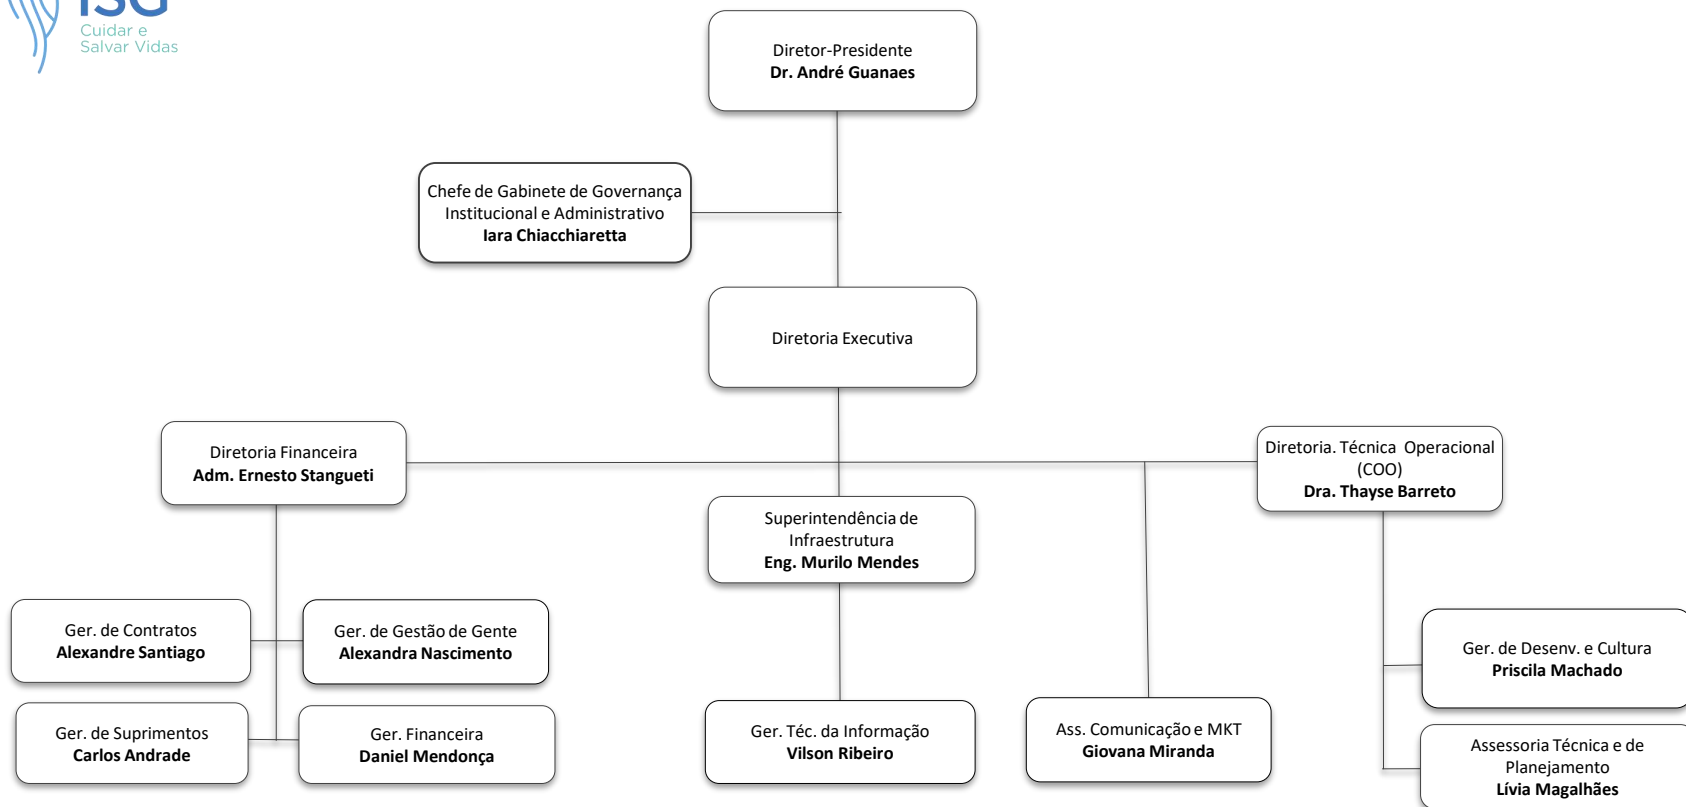 ISG
Cuidar e
Salvar Vidas
Diretor-Presidente
Dr. André Guanaes
Chefe de Gabinete de Governança
Institucional e Administrativo
Iara Chiacchiaretta
Diretoria Executiva
Diretoria Financeira
Adm. Ernesto Stangueti
Diretoria. Técnica Operacional
(COO)
Dra. Thayse Barreto
Superintendência de
Infraestrutura
Eng. Murilo Mendes
Ger. de Contratos
Alexandre Santiago
Ger. de Gestão de Gente
Alexandra Nascimento
Ger. de Desenv. e Cultura
Priscila Machado
Ger. de Suprimentos
Carlos Andrade
Ger. Financeira
Daniel Mendonça
Ger. Téc. da Informação
Vilson Ribeiro
Ass. Comunicação e MKT
Giovana Miranda
Assessoria Técnica e de
Planejamento
Lívia Magalhães